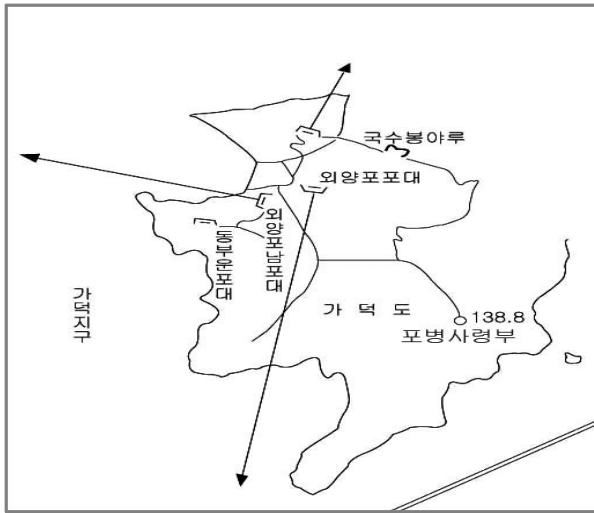 국수봉야루
외양포포대
외양포남포대
동부운포대
가덕지구
가 덕 도
138.8
포병사령부